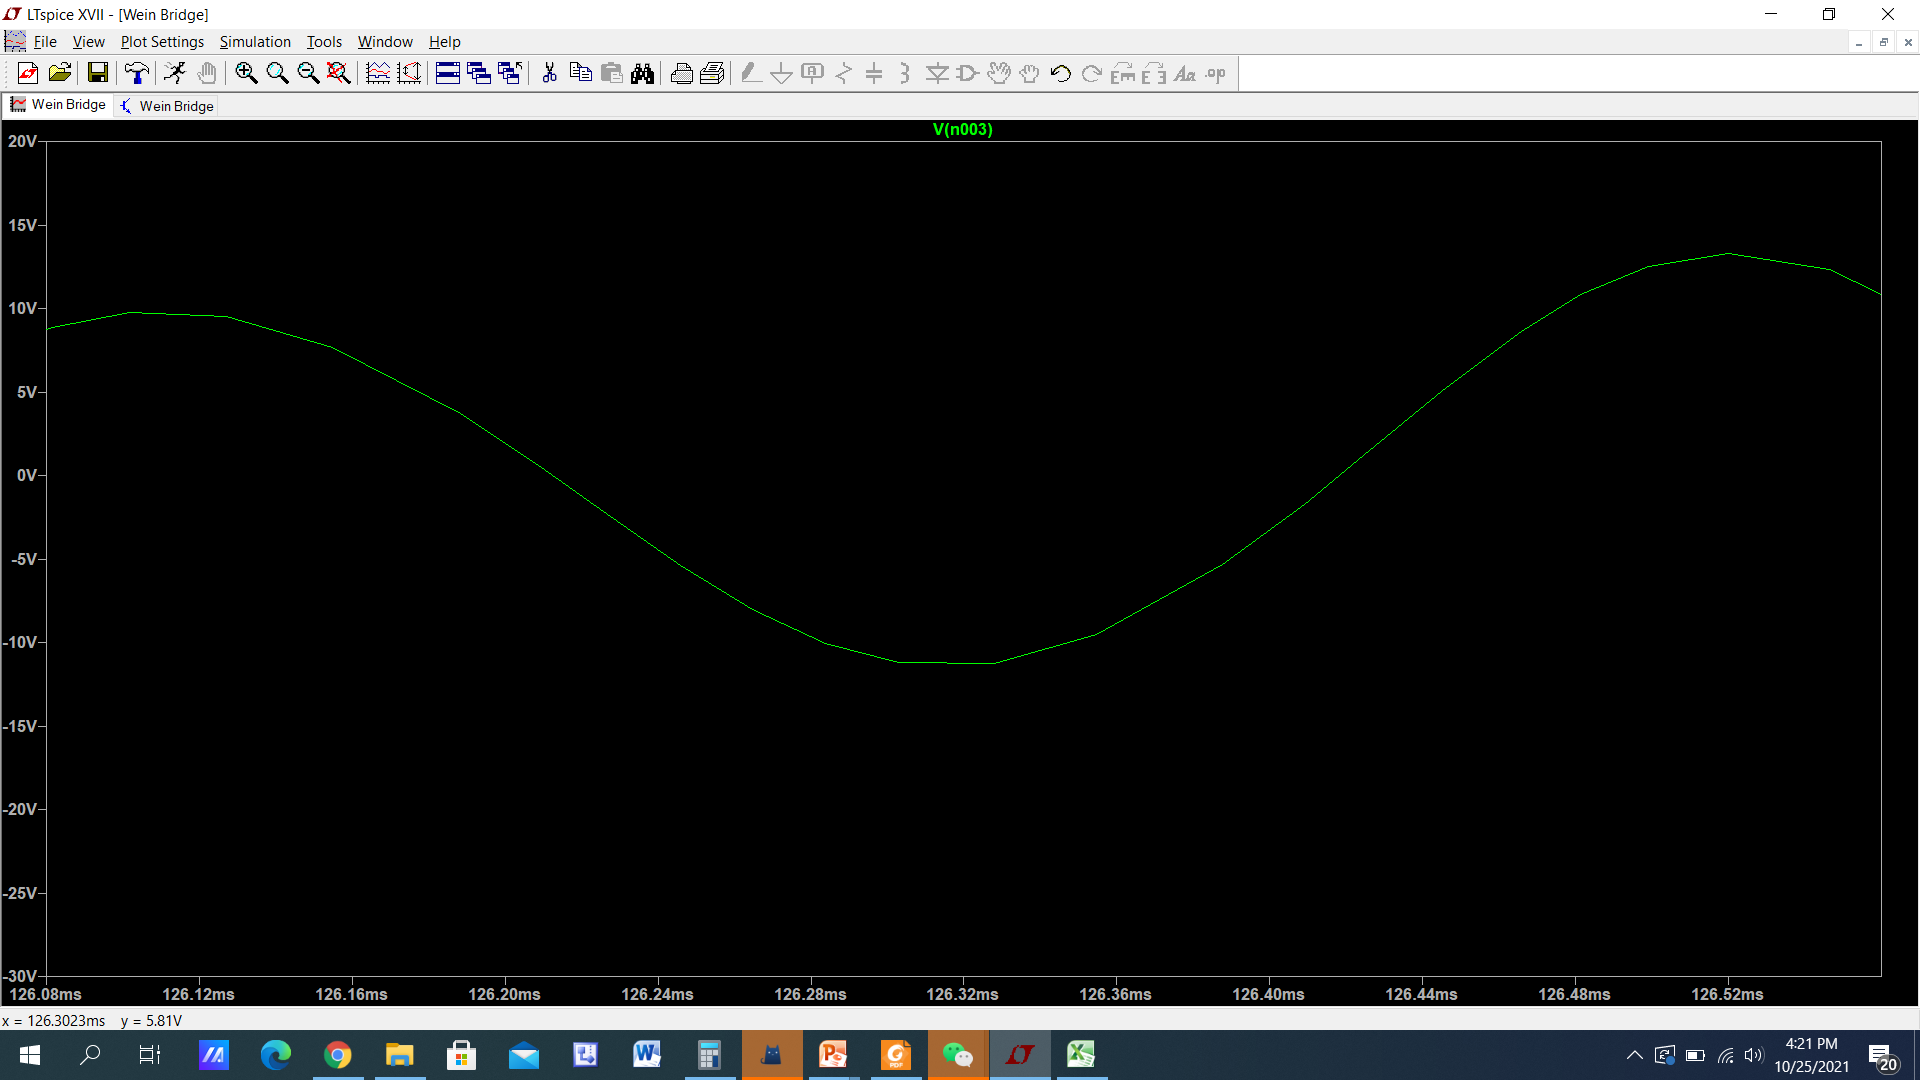 LTspice XVII - [Wein Bridge]
File View Plot Settings Simulation Tools Window Help
Wein Bridge Wein Bridge
V(n003)
20V
15V
10V
5V
0V
-5V
-10V
-15V
-20V
-25V
-30V
126.08ms 126.12ms 126.16ms 126.20ms 126.24ms 126.28ms 126.32ms 126.36ms 126.40ms 126.44ms 126.48ms 126.52ms
x = 126.3023ms y = 5.81V
4:21 PM
10/25/2021
20